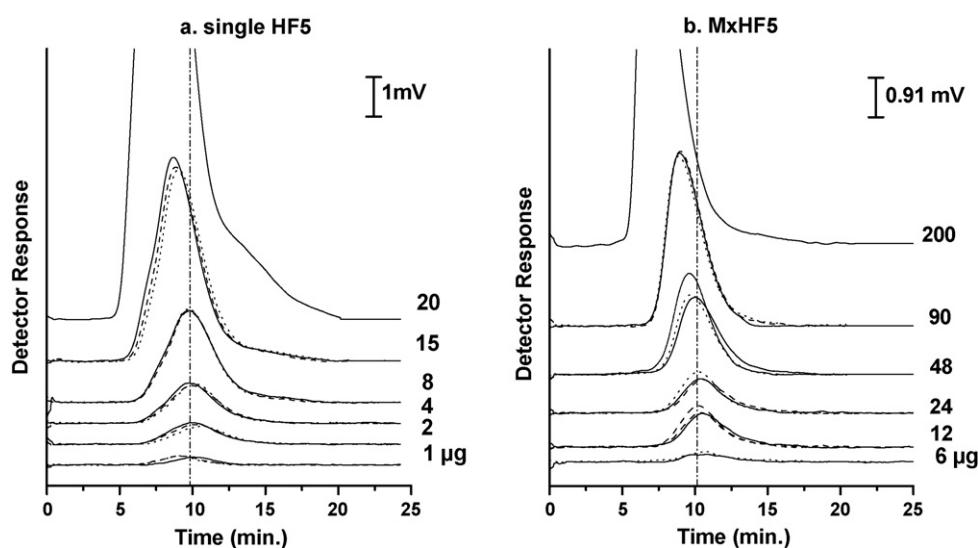 a. single HF5
1mV
Detector Response
20
15
8
4
2
1 µg
0 5 10 15 20 25
Time (min.)
b. MxHF5
0.91 mV
Detector Response
200
90
48
24
12
6 µg
0 5 10 15 20 25
Time (min.)